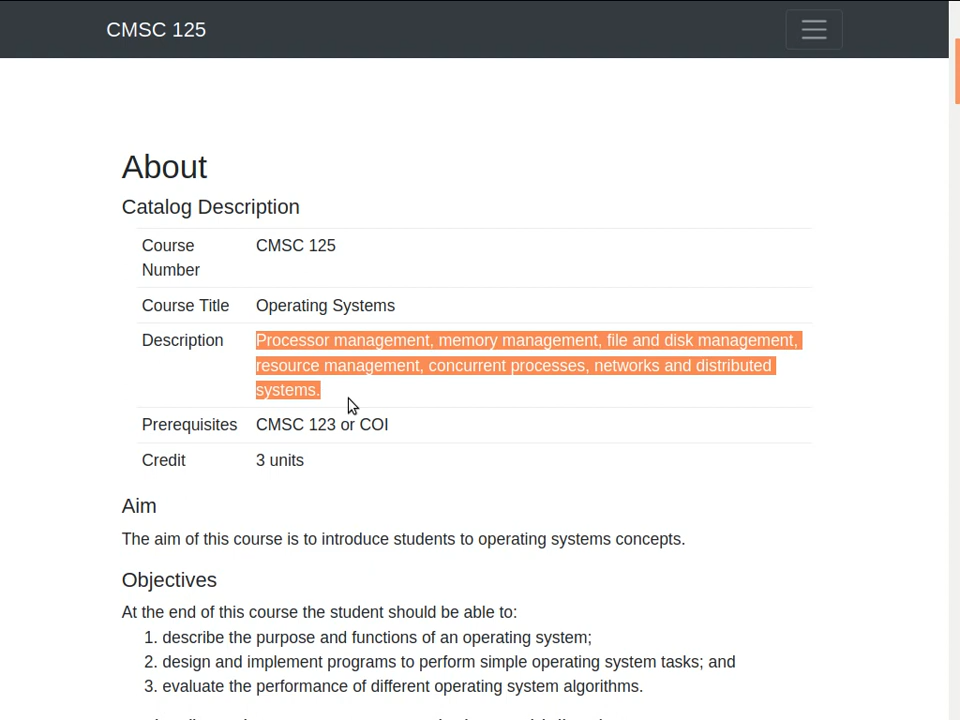 CMSC 125
About
Catalog Description
Course Number CMSC 125
Course Title Operating Systems
Description Processor management, memory management, file and disk management,
resource management, concurrent processes, networks and distributed
systems.
Prerequisites CMSC 123 or COI
Credit 3 units
Aim
The aim of this course is to introduce students to operating systems concepts.
Objectives
At the end of this course the student should be able to:
1. describe the purpose and functions of an operating system;
2. design and implement programs to perform simple operating system tasks; and
3. evaluate the performance of different operating system algorithms.